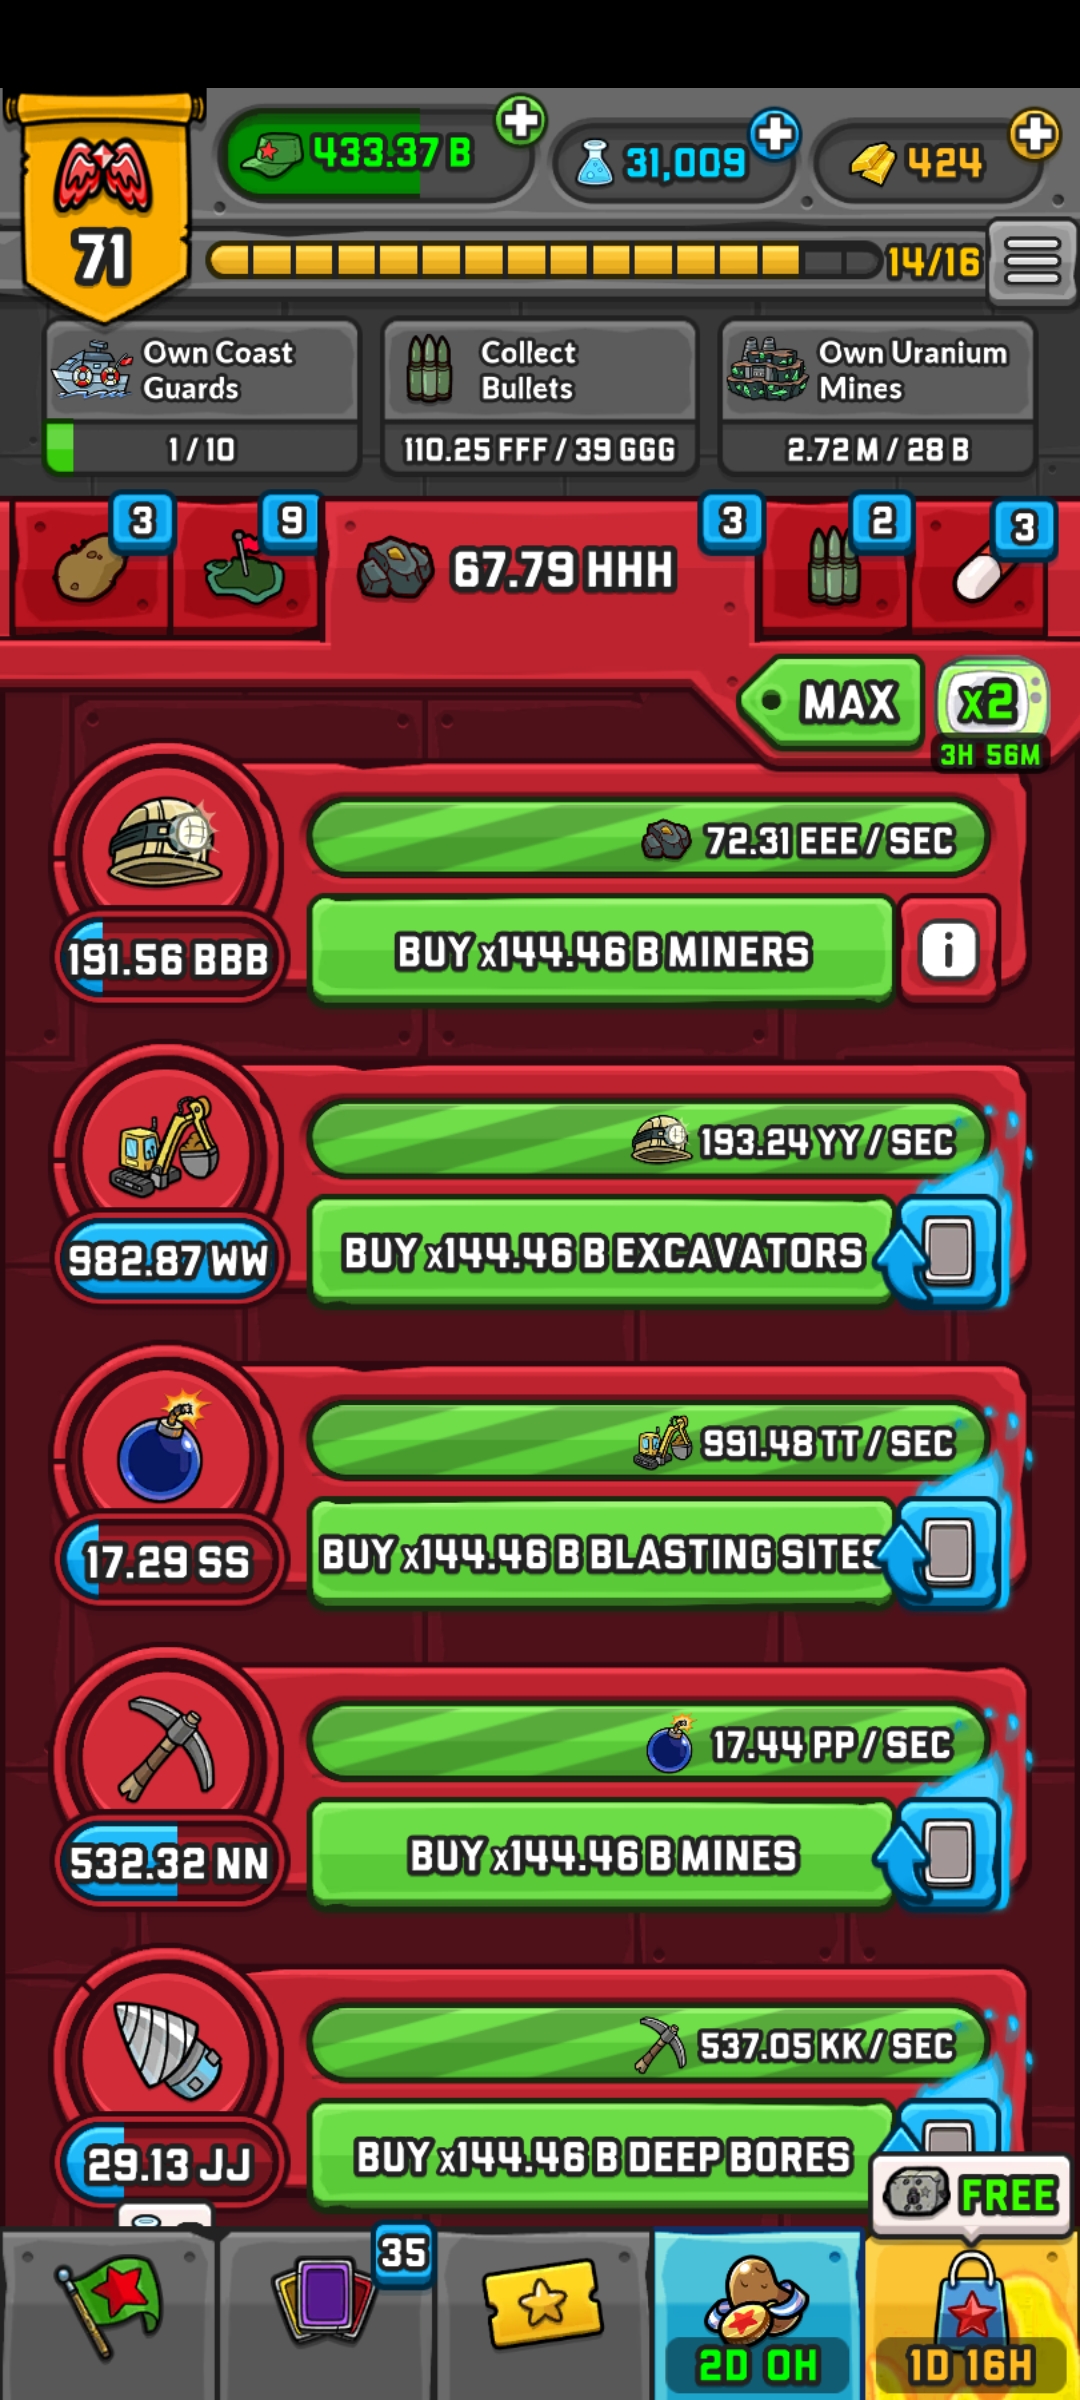 71
433.37 B
31,009
424
14/16
Own Coast
Guards
1/10
Collect
Bullets
110.25 FFF / 39 GGG
Own Uranium
Mines
2.72 M / 28 B
3
9
67.79 HHH
3
2
3
MAX
x2
3H 56M
72.31 EEE / SEC
191.56 BBB
BUY x144.46 B MINERS
i
193.24 YY / SEC
982.87 WW
BUY x144.46 B EXCAVATORS
991.48 TT / SEC
17.29 SS
BUY x144.46 B BLASTING SITES
17.44 PP / SEC
532.32 NN
BUY x144.46 B MINES
537.05 KK / SEC
29.13 JJ
BUY x144.46 B DEEP BORES
FREE
35
2D 0H
1D 16H